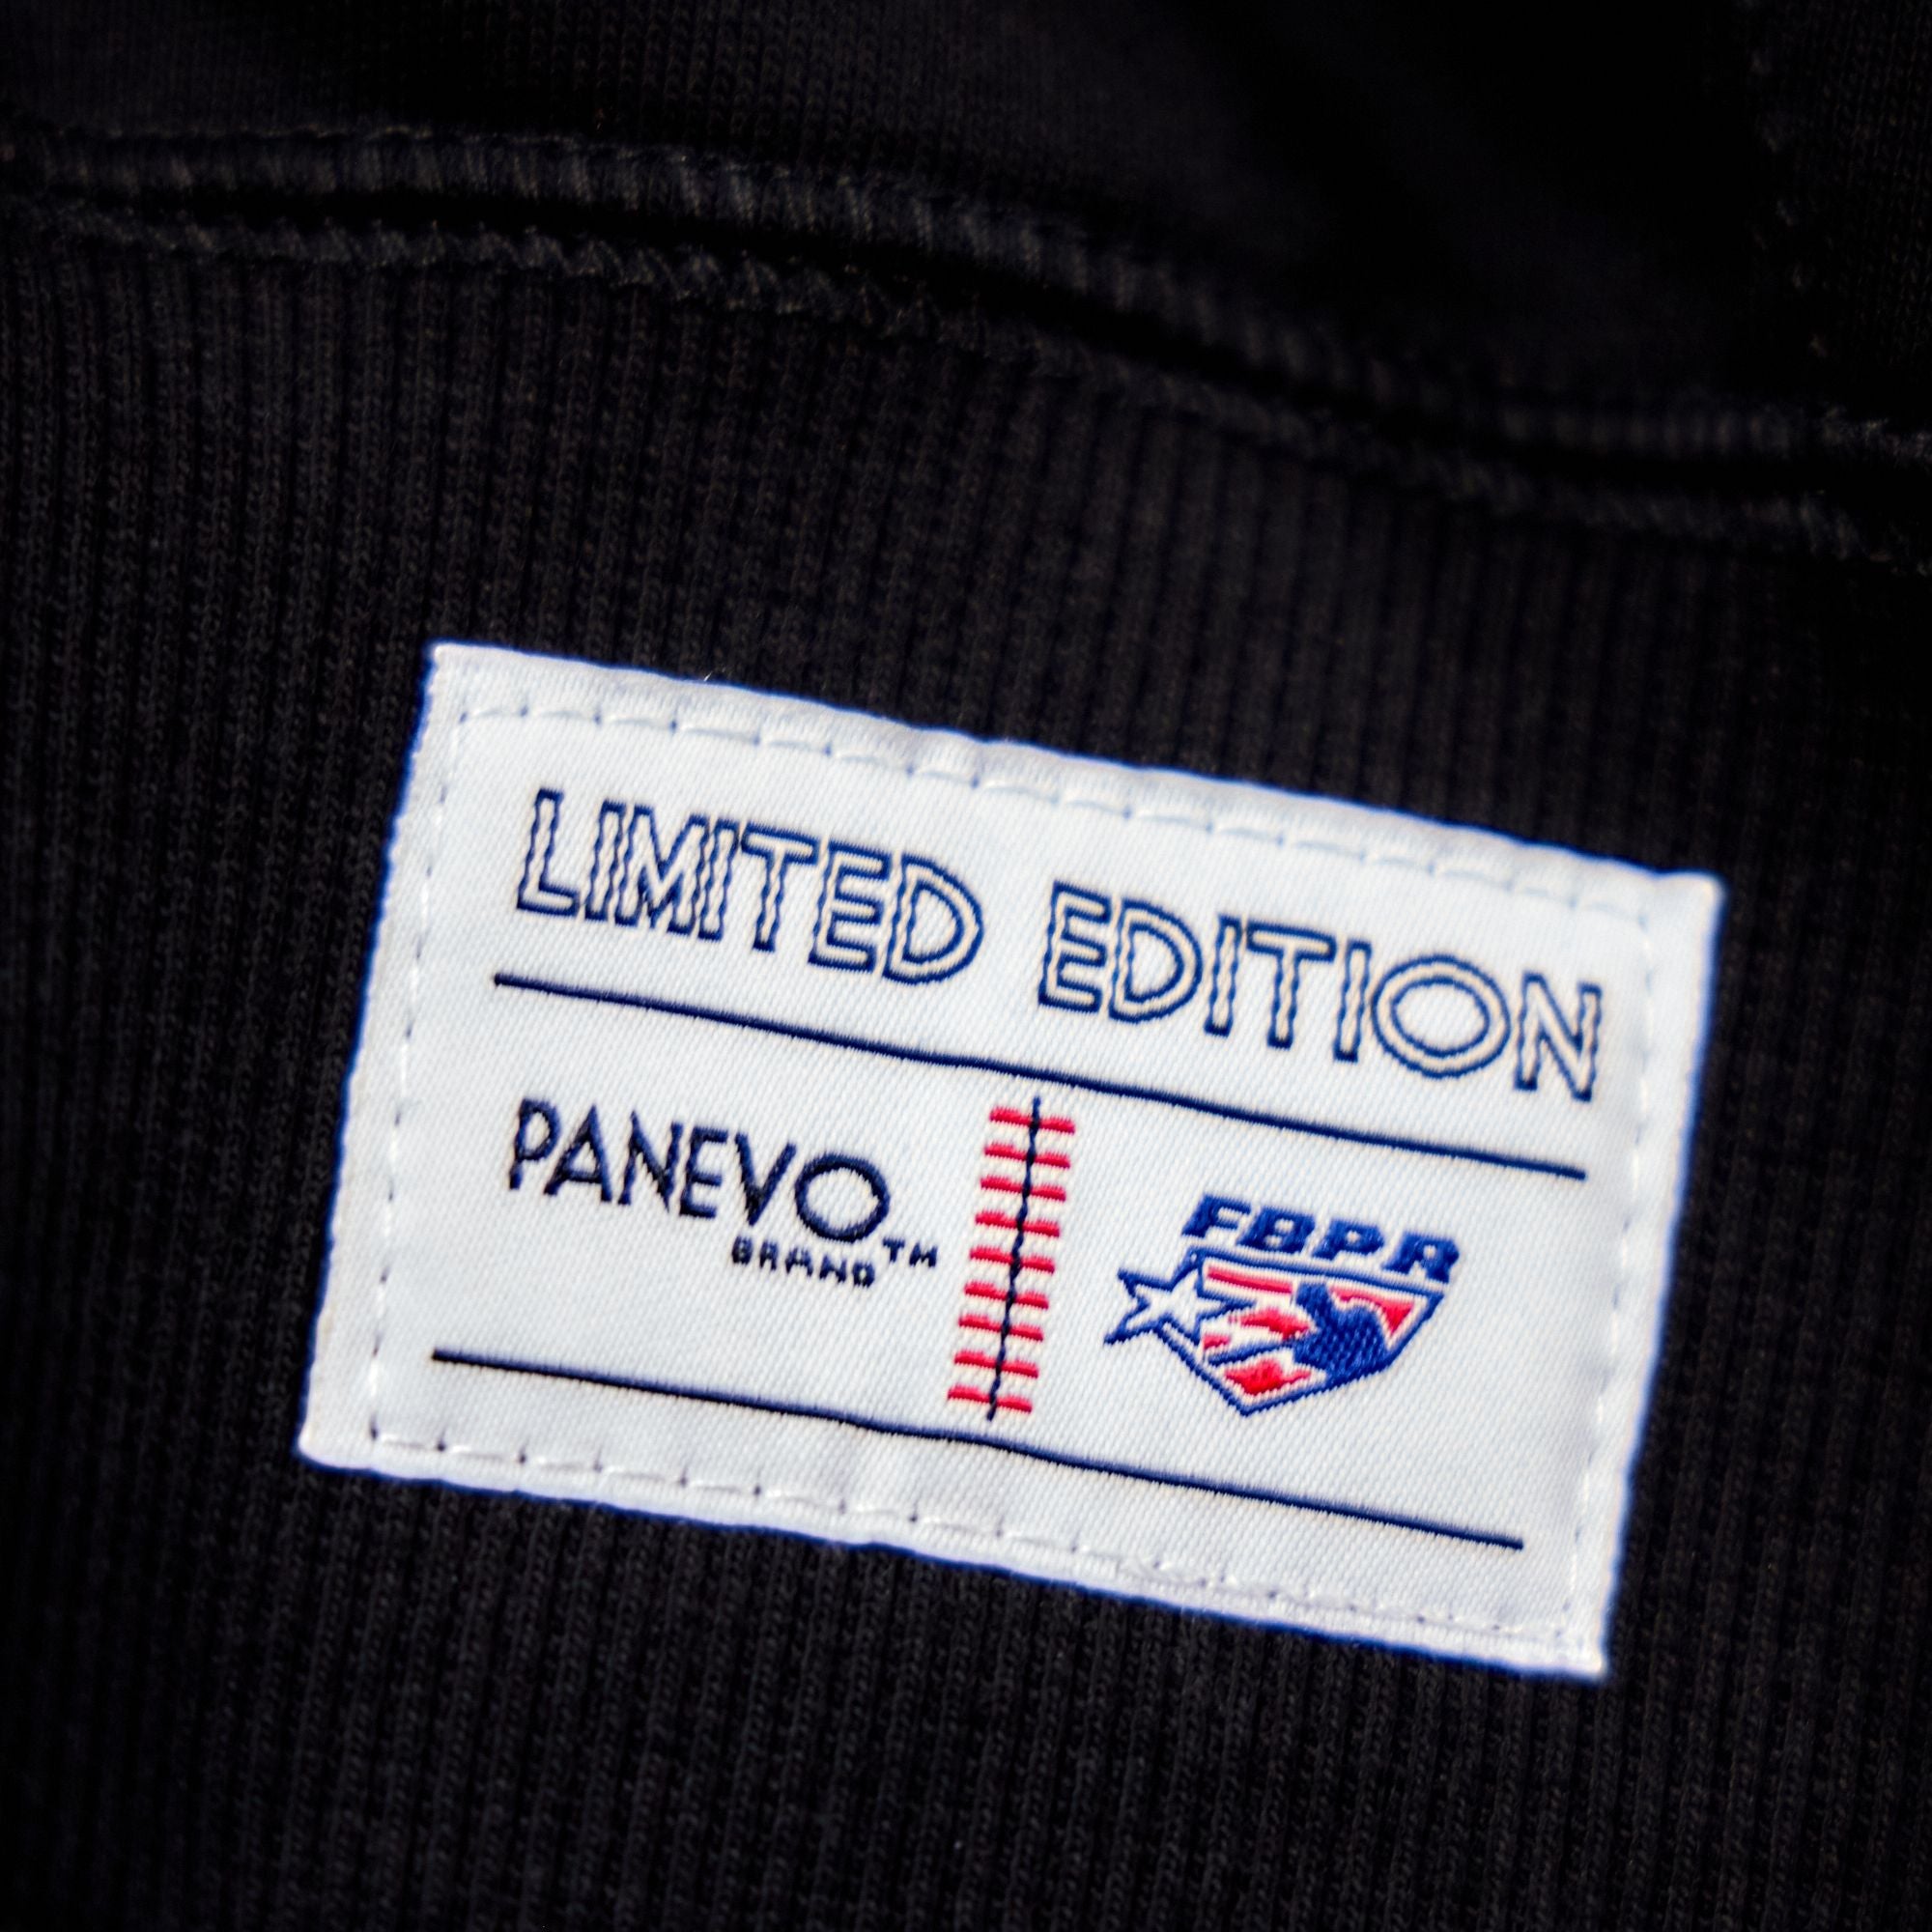 LIMITED EDITION
PANEVO
BRAND™
FBPR